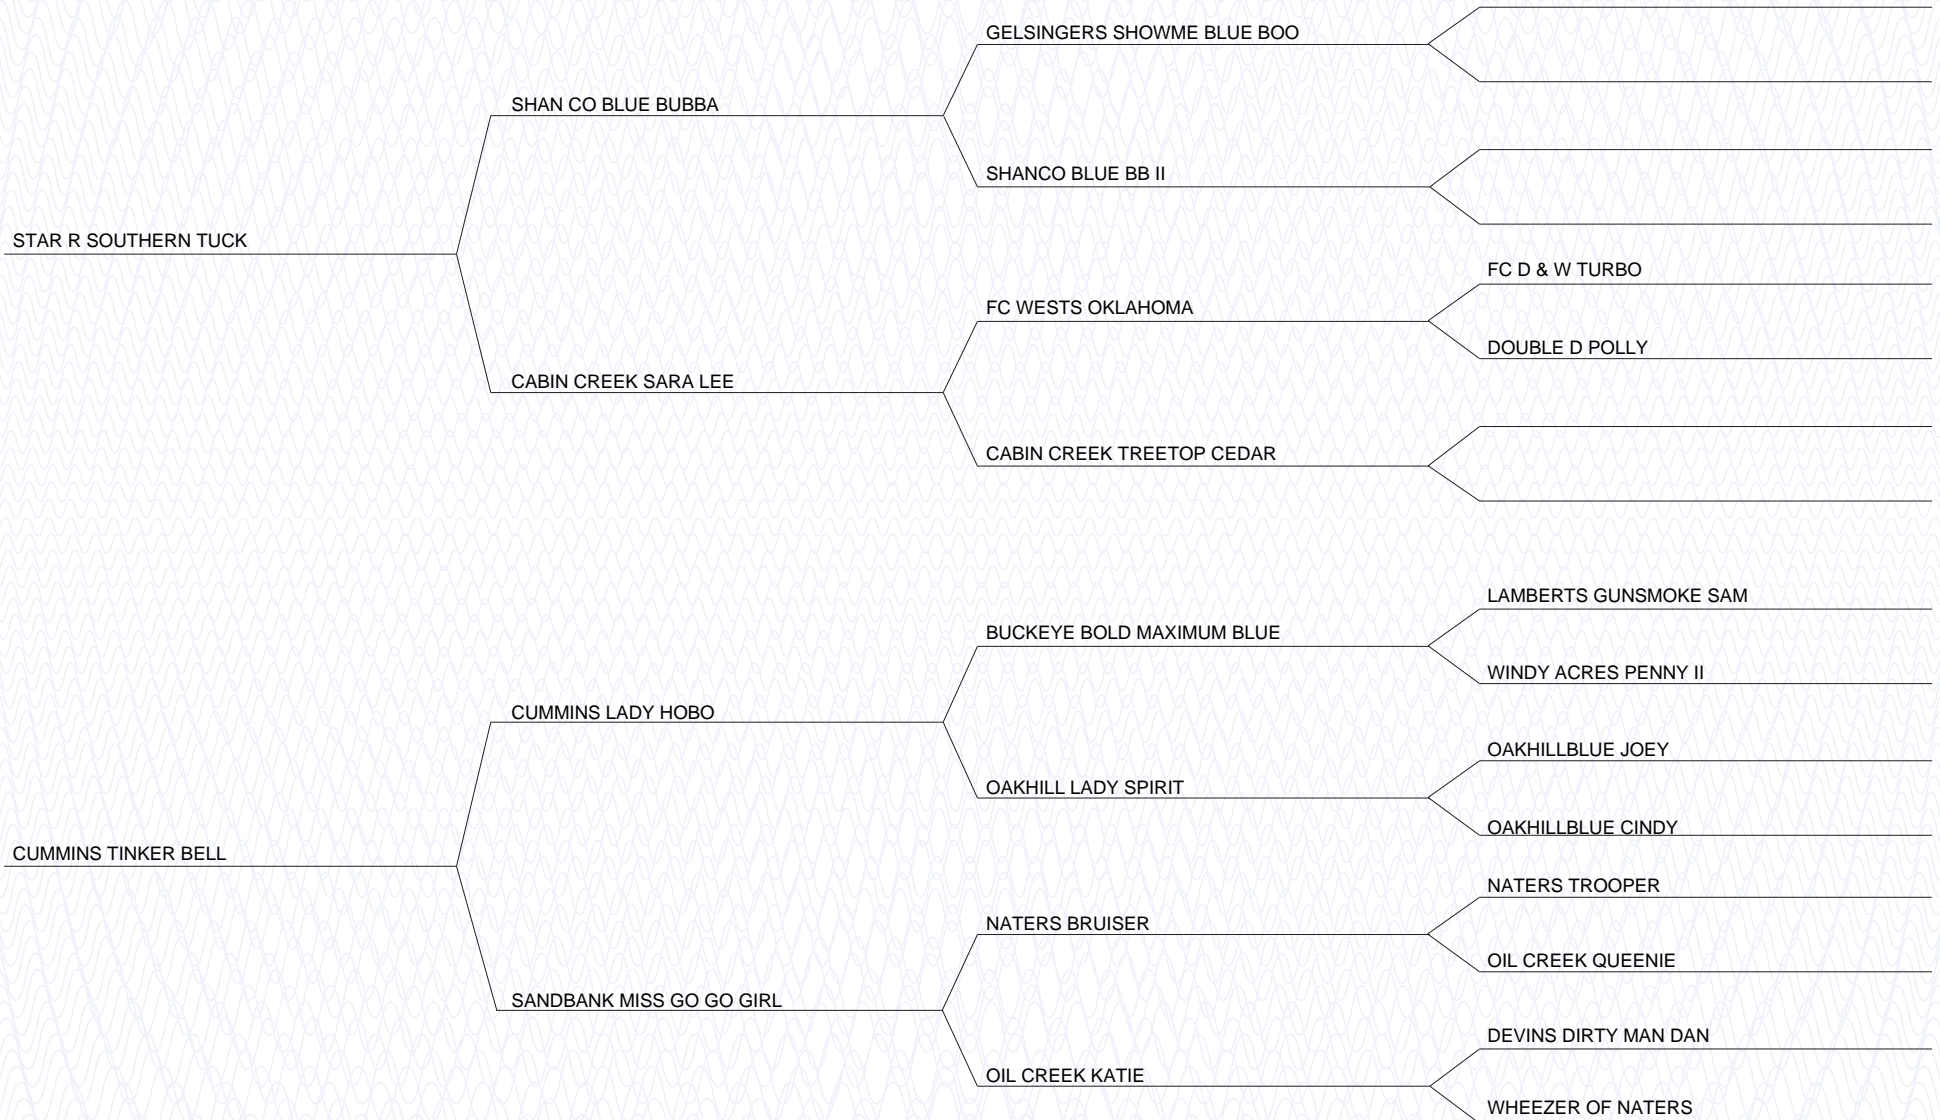 GELSINGERS SHOWME BLUE BOO
SHAN CO BLUE BUBBA
SHANCO BLUE BB II
STAR R SOUTHERN TUCK
FC D & W TURBO
FC WESTS OKLAHOMA
DOUBLE D POLLY
CABIN CREEK SARA LEE
CABIN CREEK TREETOP CEDAR
LAMBERTS GUNSMOKE SAM
BUCKEYE BOLD MAXIMUM BLUE
WINDY ACRES PENNY II
CUMMINS LADY HOBO
OAKHILLBLUE JOEY
OAKHILL LADY SPIRIT
OAKHILLBLUE CINDY
CUMMINS TINKER BELL
NATERS TROOPER
NATERS BRUISER
OIL CREEK QUEENIE
SANDBANK MISS GO GO GIRL
DEVINS DIRTY MAN DAN
OIL CREEK KATIE
WHEEZER OF NATERS